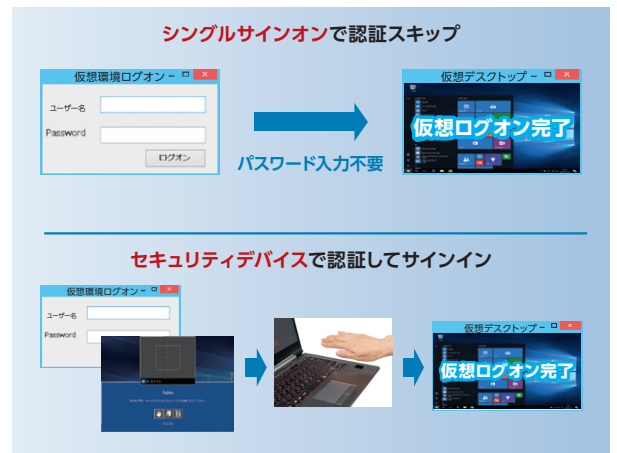 シングルサインオンで認証スキップ
仮想環境ログオン
ユーザー名
Password
ログオン
パスワード入力不要
仮想デスクトップ
仮想ログオン完了
セキュリティデバイスで認証してサインイン
仮想環境ログオン
ユーザー名
Password
仮想デスクトップ
仮想ログオン完了